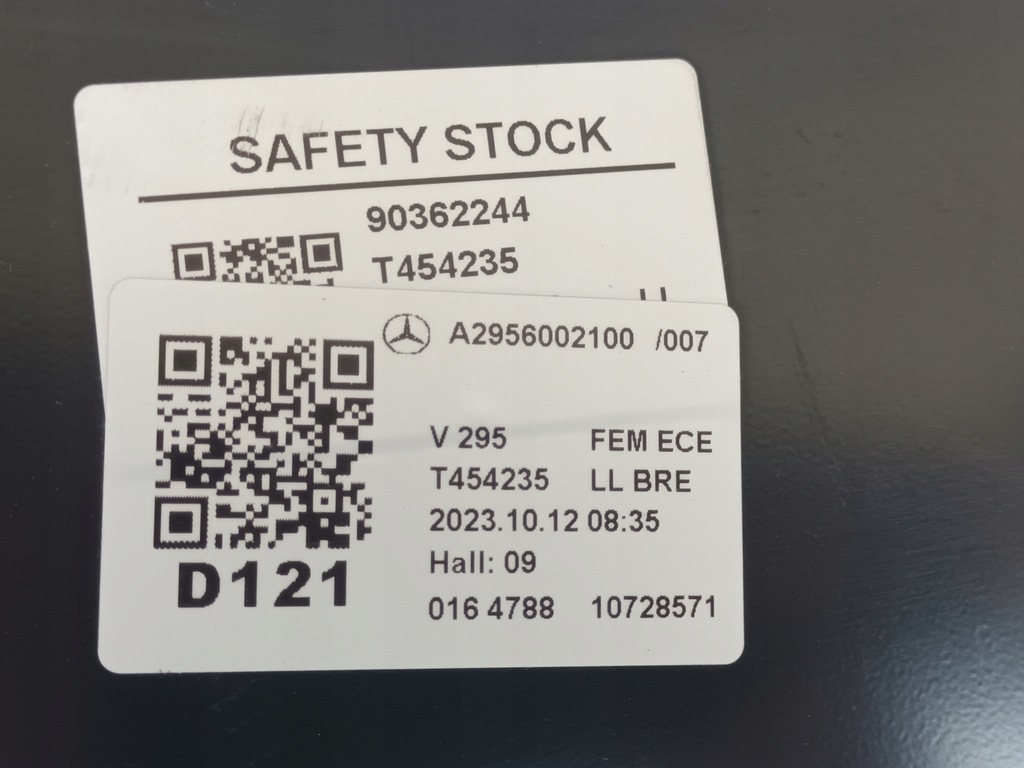 SAFETY STOCK
90362244
T454235
A2956002100 /007
V 295 FEM ECE
T454235 LL BRE
2023.10.12 08:35
Hall: 09
016 4788 10728571
D121